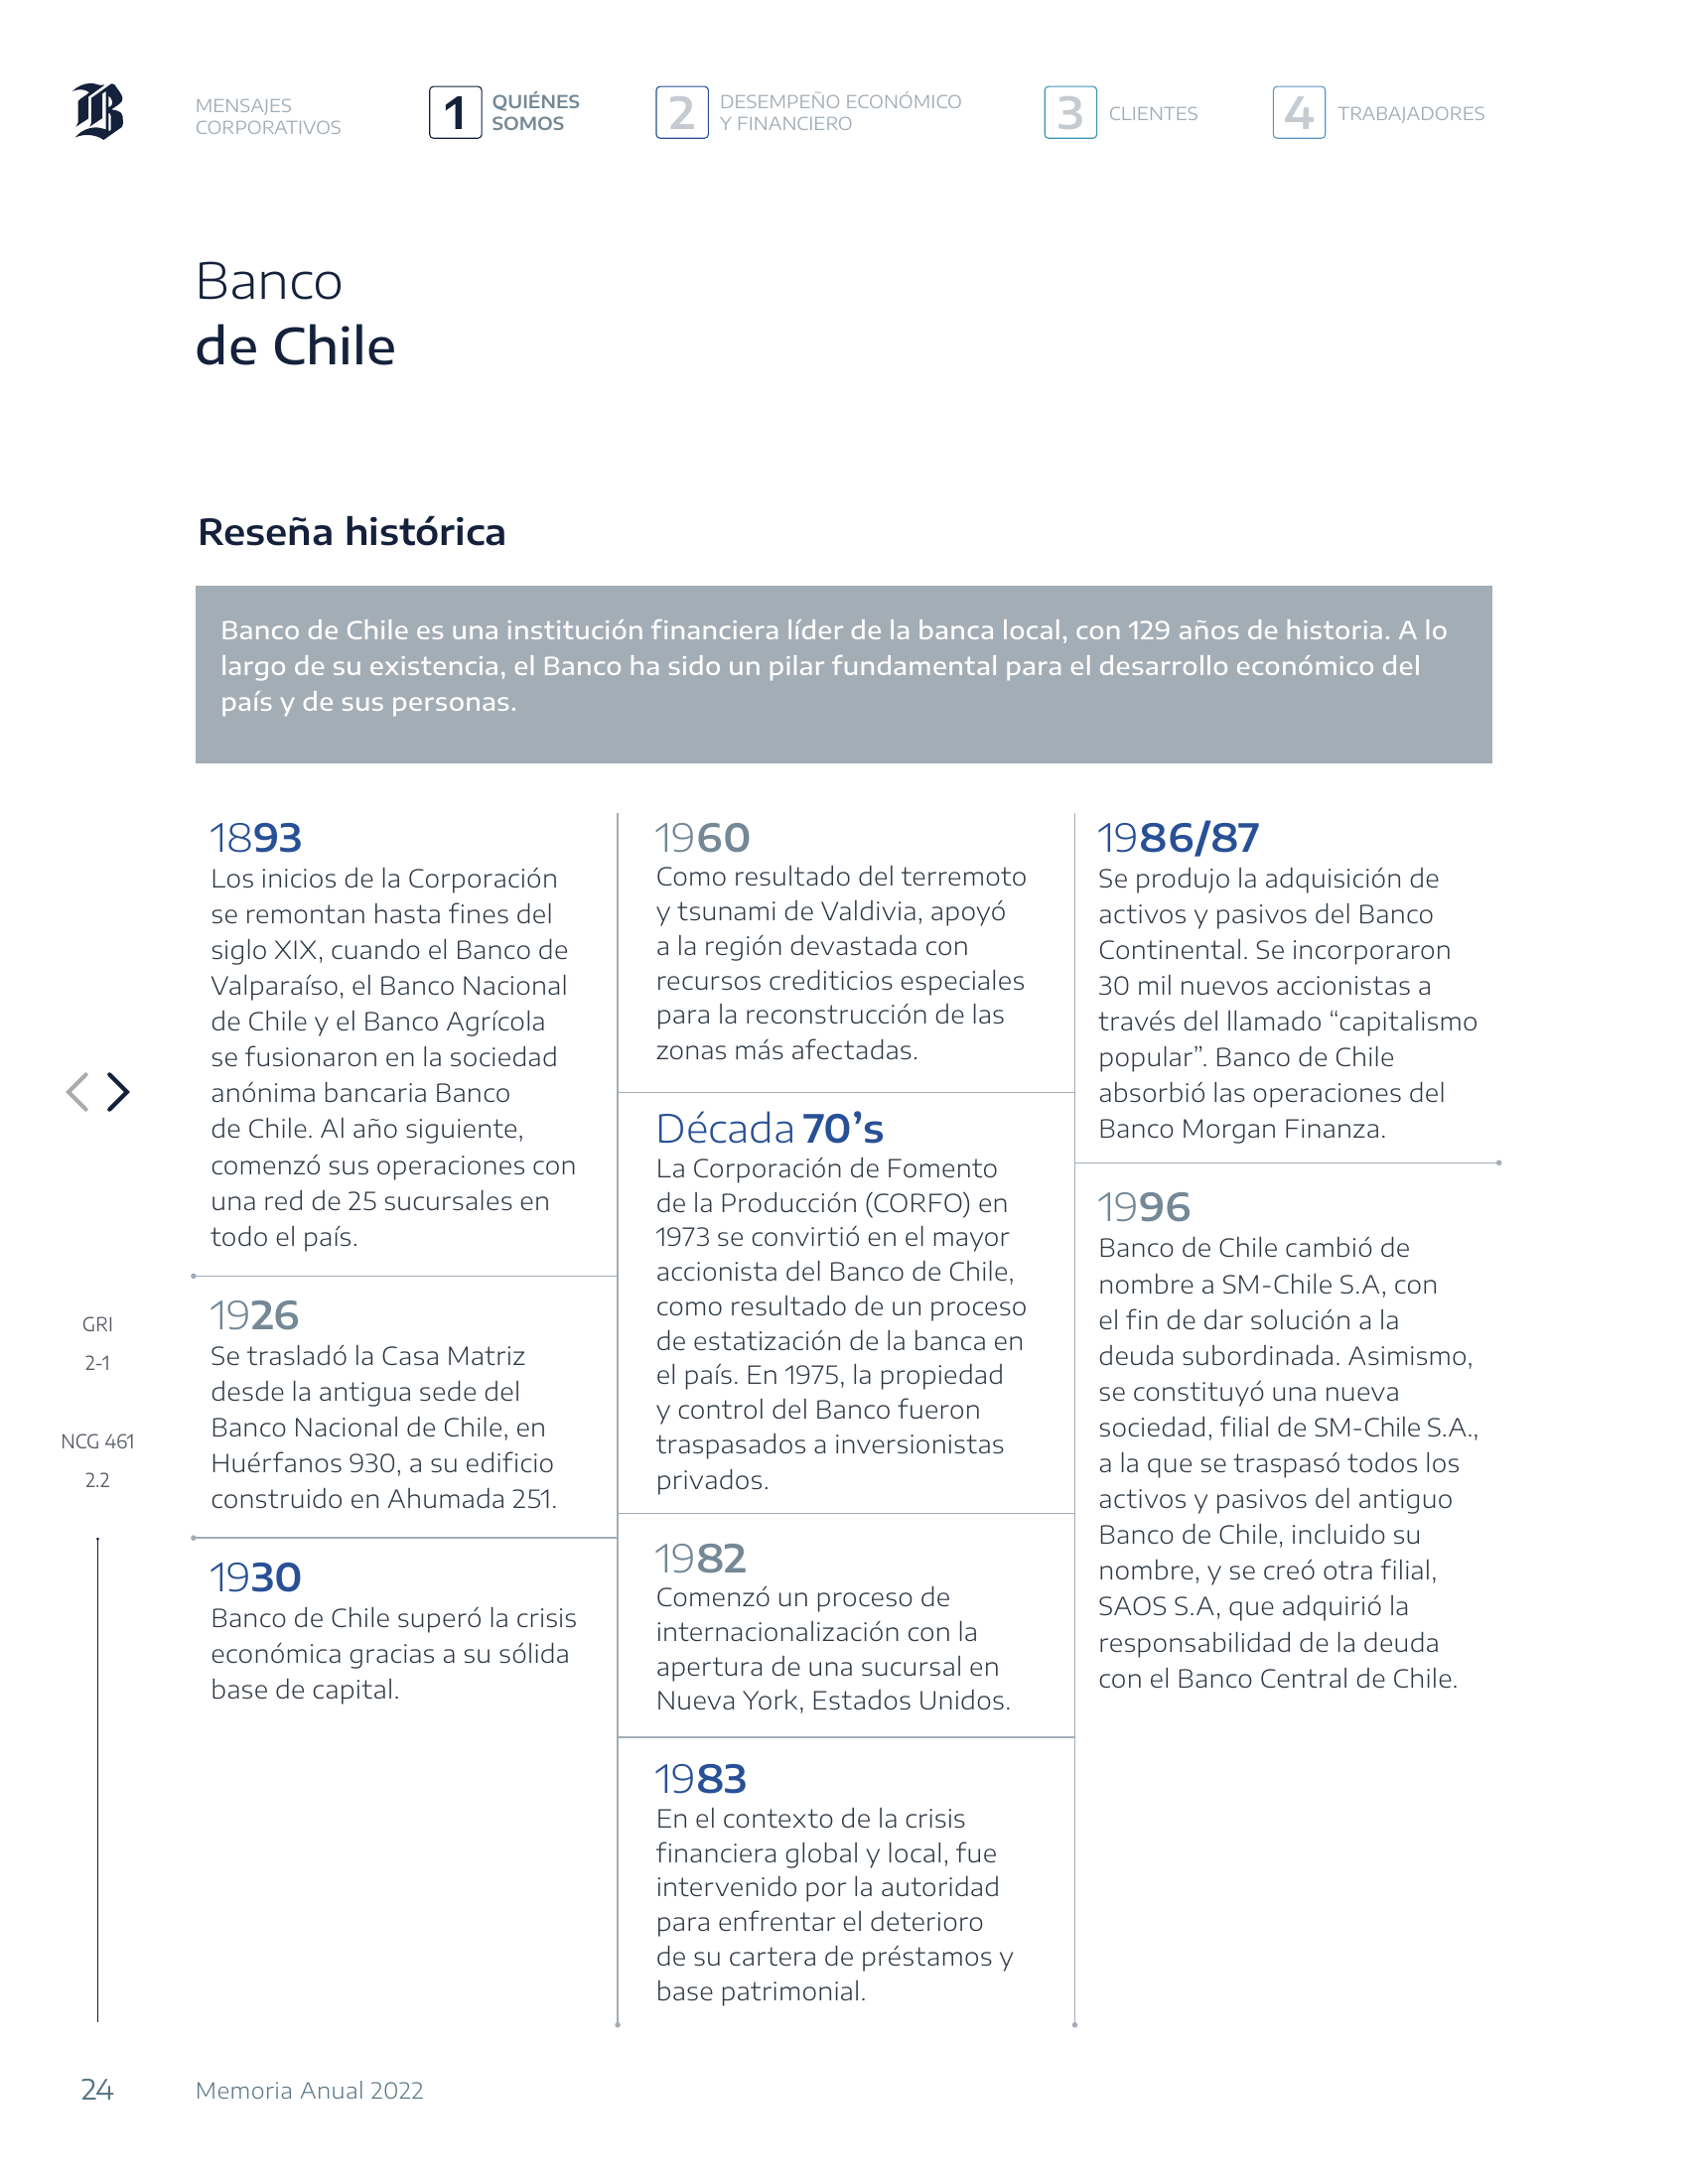 B
MENSAJES
CORPORATIVOS
1
QUIÉNES
SOMOS
2
DESEMPEÑO ECONÓMICO
Y FINANCIERO
3
CLIENTES
4
TRABAJADORES
Banco
de Chile
Reseña histórica
Banco de Chile es una institución financiera líder de la banca local, con 129 años de historia. A lo
largo de su existencia, el Banco ha sido un pilar fundamental para el desarrollo económico del
país y de sus personas.
1893
Los inicios de la Corporación
se remontan hasta fines del
siglo XIX, cuando el Banco de
Valparaíso, el Banco Nacional
de Chile y el Banco Agrícola
se fusionaron en la sociedad
anónima bancaria Banco
de Chile. Al año siguiente,
comenzó sus operaciones con
una red de 25 sucursales en
todo el país.
1926
Se trasladó la Casa Matriz
desde la antigua sede del
Banco Nacional de Chile, en
Huérfanos 930, a su edificio
construido en Ahumada 251.
1930
Banco de Chile superó la crisis
económica gracias a su sólida
base de capital.
1960
Como resultado del terremoto
y tsunami de Valdivia, apoyó
a la región devastada con
recursos crediticios especiales
para la reconstrucción de las
zonas más afectadas.
Década 70’s
La Corporación de Fomento
de la Producción (CORFO) en
1973 se convirtió en el mayor
accionista del Banco de Chile,
como resultado de un proceso
de estatización de la banca en
el país. En 1975, la propiedad
y control del Banco fueron
traspasados a inversionistas
privados.
1982
Comenzó un proceso de
internacionalización con la
apertura de una sucursal en
Nueva York, Estados Unidos.
1983
En el contexto de la crisis
financiera global y local, fue
intervenido por la autoridad
para enfrentar el deterioro
de su cartera de préstamos y
base patrimonial.
1986/87
Se produjo la adquisición de
activos y pasivos del Banco
Continental. Se incorporaron
30 mil nuevos accionistas a
través del llamado “capitalismo
popular”. Banco de Chile
absorbió las operaciones del
Banco Morgan Finanza.
1996
Banco de Chile cambió de
nombre a SM-Chile S.A, con
el fin de dar solución a la
deuda subordinada. Asimismo,
se constituyó una nueva
sociedad, filial de SM-Chile S.A.,
a la que se traspasó todos los
activos y pasivos del antiguo
Banco de Chile, incluido su
nombre, y se creó otra filial,
SAOS S.A, que adquirió la
responsabilidad de la deuda
con el Banco Central de Chile.
GRI
2-1
NCG 461
2.2
24
Memoria Anual 2022